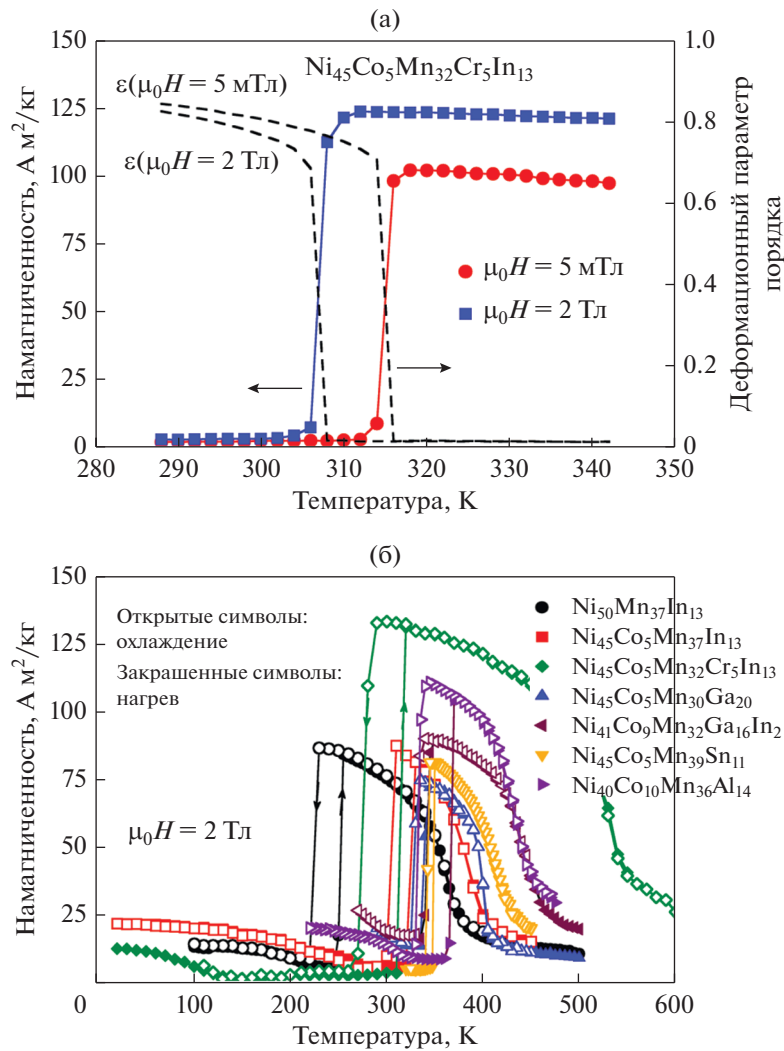 (а)
150
125
100
75
50
25
0
Намагниченность, А м²/кг
1.0
0.8
0.6
0.4
0.2
0
Деформационный параметр
порядка
Ni₄₅Co₅Mn₃₂Cr₅In₁₃
ε(μ₀H = 5 мТл)
ε(μ₀H = 2 Тл)
μ₀H = 5 мТл
μ₀H = 2 Тл
280 290 300 310 320 330 340 350
Температура, К
(б)
150
125
100
75
50
25
Намагниченность, А м²/кг
Открытые символы:
охлаждение
Закрашенные символы:
нагрев
μ₀H = 2 Тл
Ni₅₀Mn₃₇In₁₃
Ni₄₅Co₅Mn₃₇In₁₃
Ni₄₅Co₅Mn₃₂Cr₅In₁₃
Ni₄₅Co₅Mn₃₀Ga₂₀
Ni₄₁Co₉Mn₃₂Ga₁₆In₂
Ni₄₅Co₅Mn₃₉Sn₁₁
Ni₄₀Co₁₀Mn₃₆Al₁₄
0 100 200 300 400 500 600
Температура, К